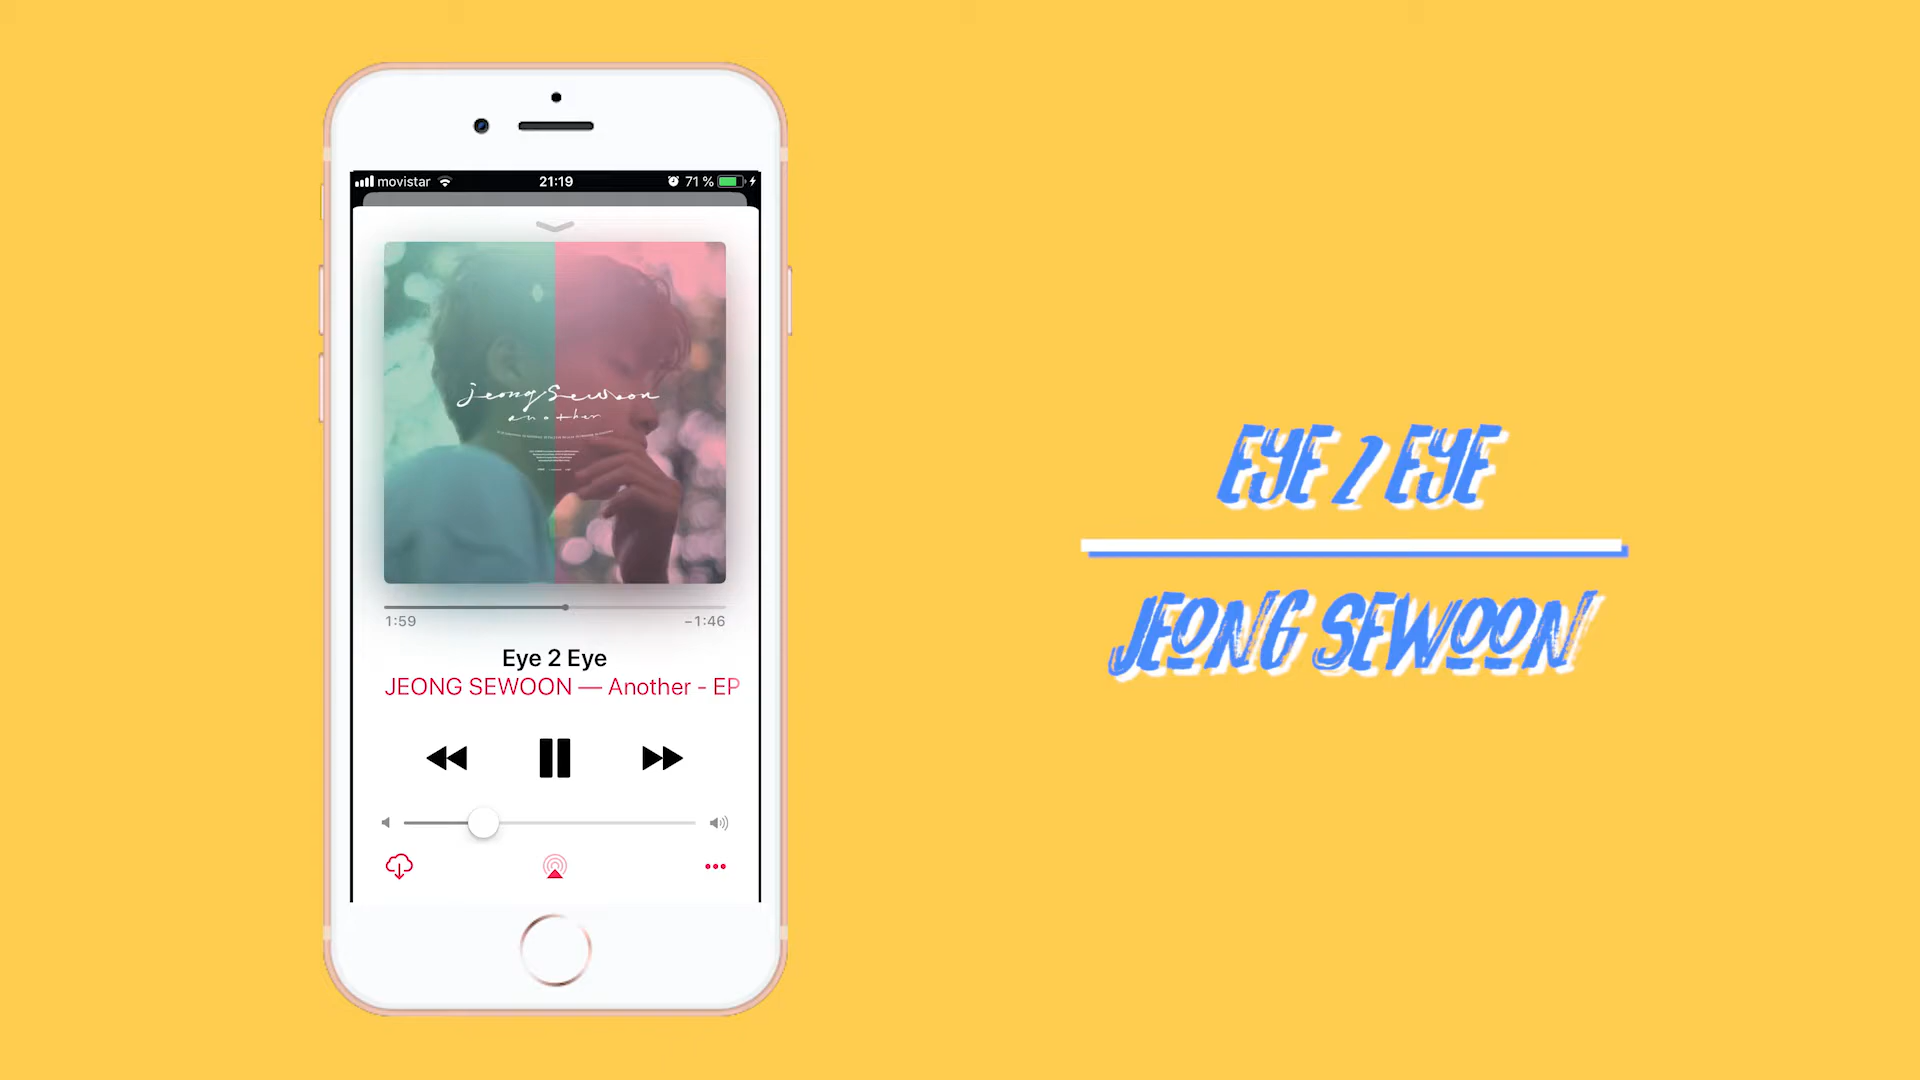 movistar 21:19 71 %
jeong Sewoon
another
1:59 −1:46
Eye 2 Eye
JEONG SEWOON — Another - EP
EYE 2 EYE
JEONG SEWOON